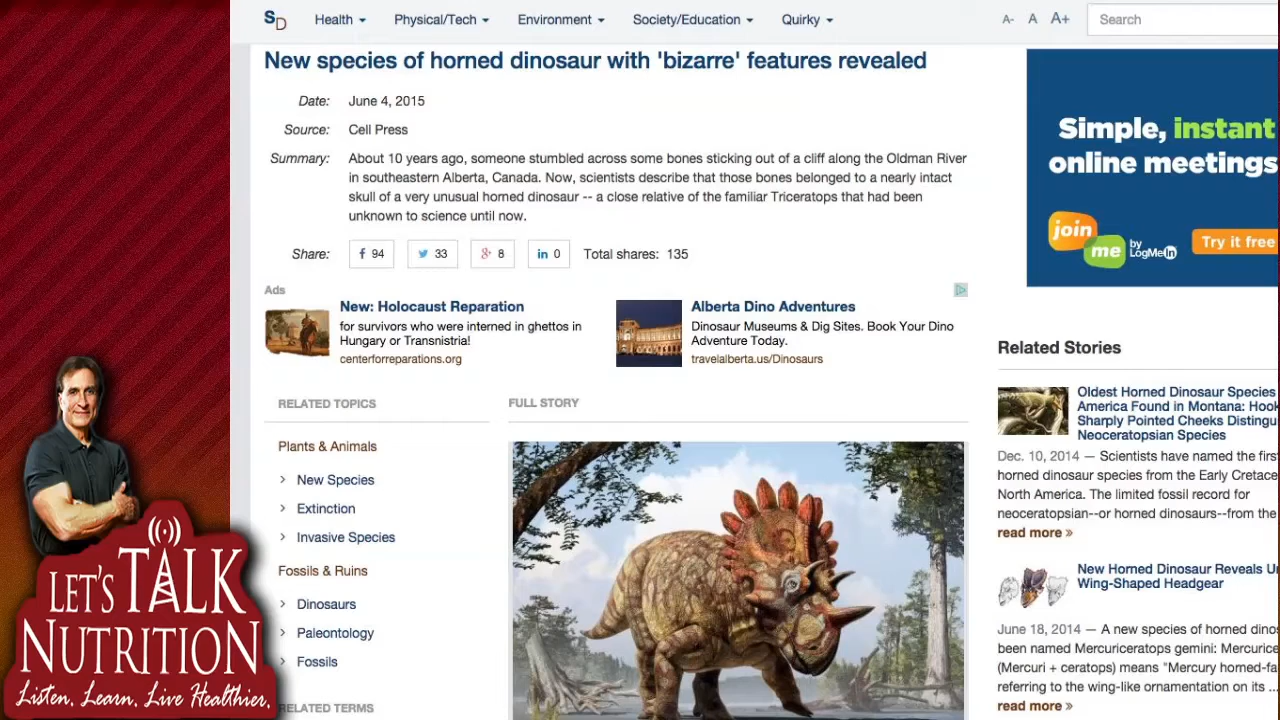 SD
Health
Physical/Tech
Environment
Society/Education
Quirky
A- A A+
Search
New species of horned dinosaur with 'bizarre' features revealed
Date: June 4, 2015
Source: Cell Press
Summary: About 10 years ago, someone stumbled across some bones sticking out of a cliff along the Oldman River
in southeastern Alberta, Canada. Now, scientists describe that those bones belonged to a nearly intact
skull of a very unusual horned dinosaur -- a close relative of the familiar Triceratops that had been
unknown to science until now.
Share: f 94 33 g+ 8 in 0 Total shares: 135
Ads
New: Holocaust Reparation
for survivors who were interned in ghettos in
Hungary or Transnistria!
centerforreparations.org
Alberta Dino Adventures
Dinosaur Museums & Dig Sites. Book Your Dino
Adventure Today.
travelalberta.us/Dinosaurs
RELATED TOPICS
Plants & Animals
New Species
Extinction
Invasive Species
Fossils & Ruins
Dinosaurs
Paleontology
Fossils
RELATED TERMS
FULL STORY
Simple, instant
online meetings
join
me by
LogMeIn
Try it free
Related Stories
Oldest Horned Dinosaur Species
America Found in Montana: Hook
Sharply Pointed Cheeks Distingu
Neoceratopsian Species
Dec. 10, 2014 — Scientists have named the firs
horned dinosaur species from the Early Cretace
North America. The limited fossil record for
neoceratopsian--or horned dinosaurs--from the
read more »
New Horned Dinosaur Reveals U
Wing-Shaped Headgear
June 18, 2014 — A new species of horned dino
been named Mercuriceratops gemini: Mercurice
(Mercuri + ceratops) means "Mercury horned-fa
referring to the wing-like ornamentation on its ...
read more »
LET'S TALK
NUTRITION
Listen, Learn, Live Healthier.